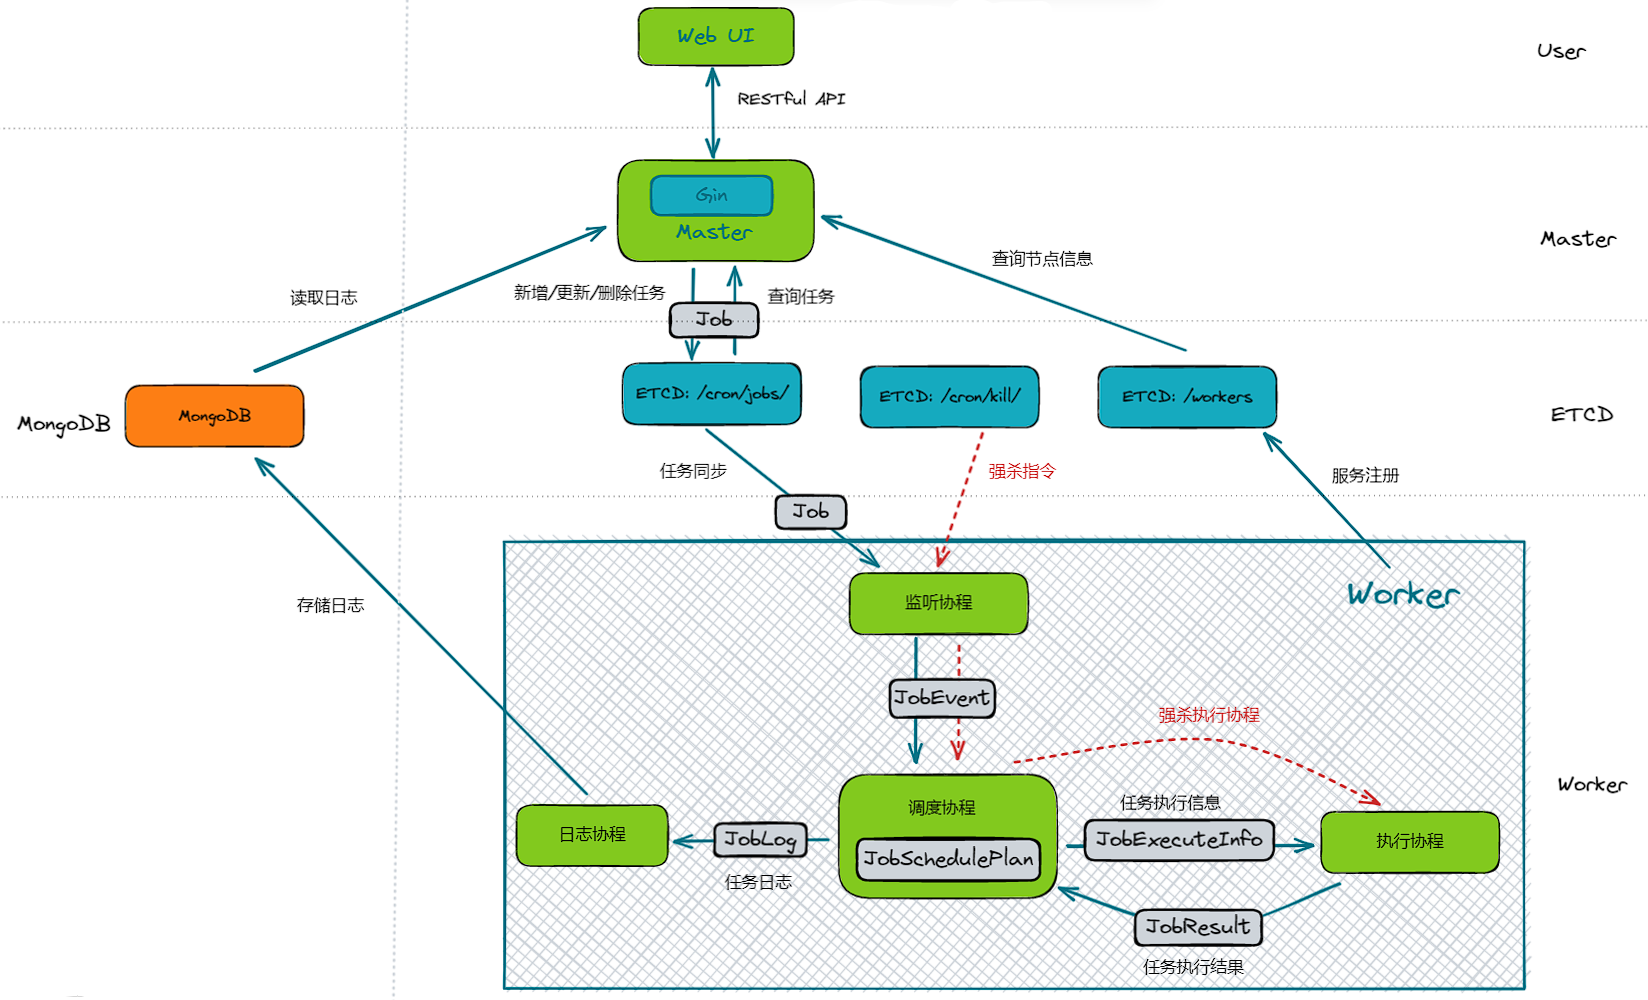 Web UI
User
RESTful API
Gin
Master
Master
查询节点信息
读取日志
新增/更新/删除任务
查询任务
Job
MongoDB
MongoDB
ETCD: /cron/jobs/
ETCD: /cron/kill/
ETCD: /workers
ETCD
任务同步
强杀指令
服务注册
Job
Worker
存储日志
监听协程
JobEvent
强杀执行协程
Worker
调度协程
任务执行信息
日志协程
JobLog
JobSchedulePlan
JobExecuteInfo
执行协程
任务日志
JobResult
任务执行结果